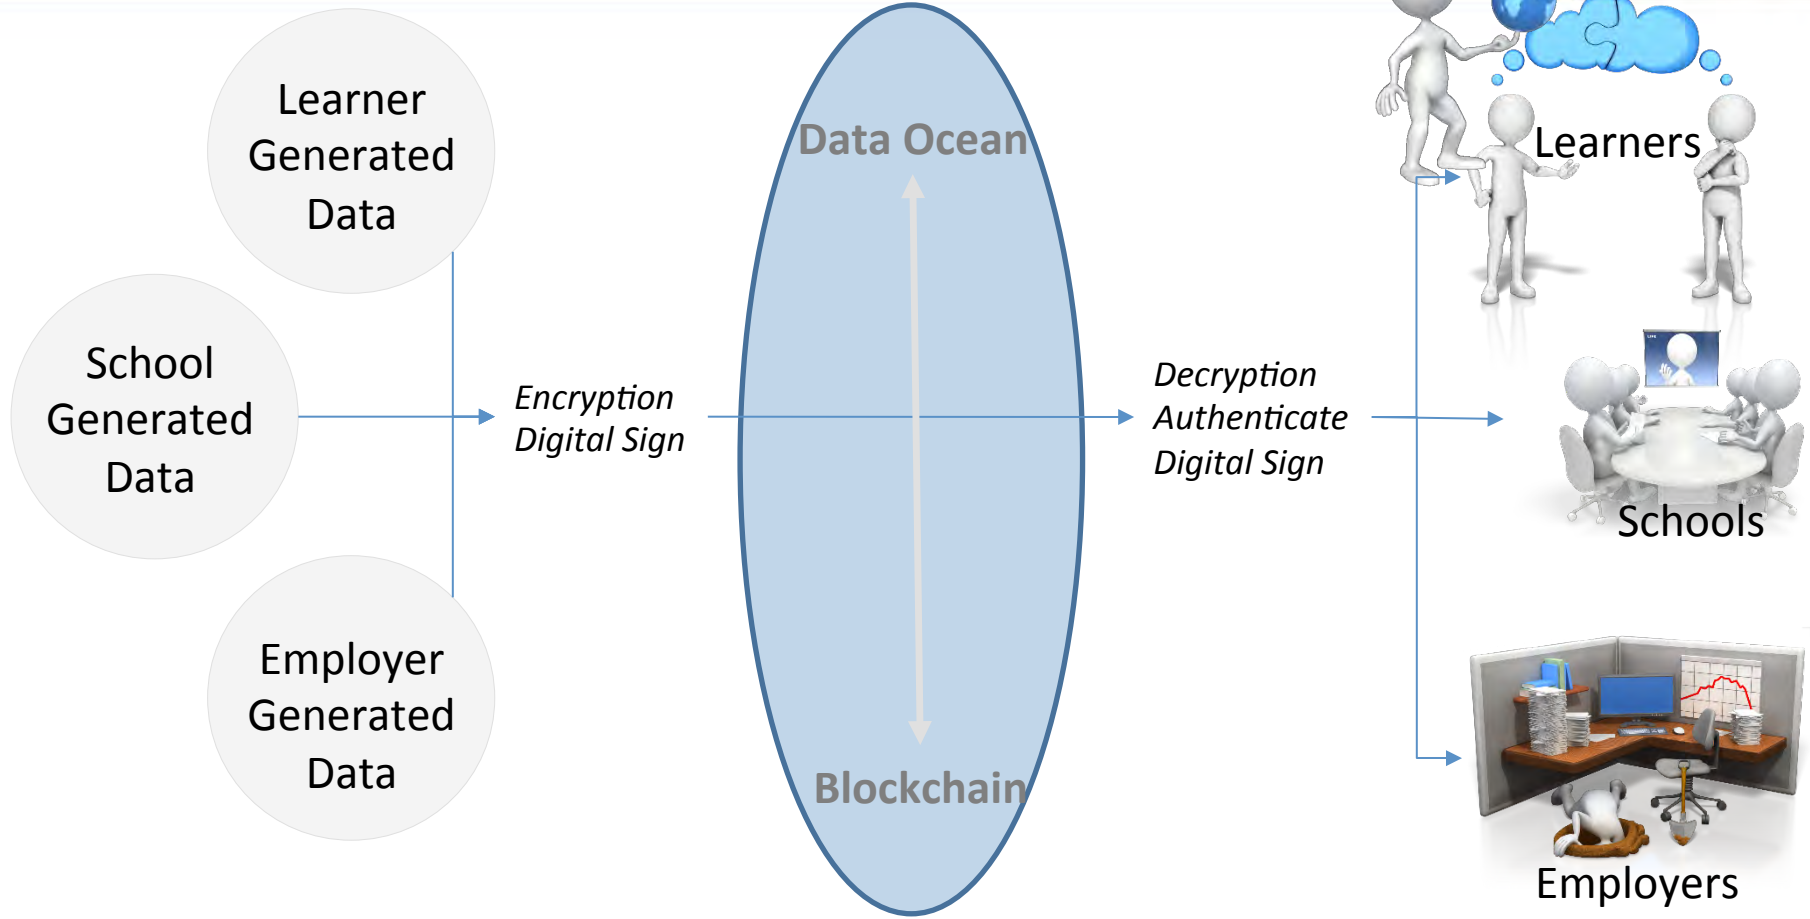 Learner
Generated
Data
School
Generated
Data
Employer
Generated
Data
Encryption
Digital Sign
Data Ocean
Blockchain
Decryption
Authenticate
Digital Sign
Learners
Schools
Employers